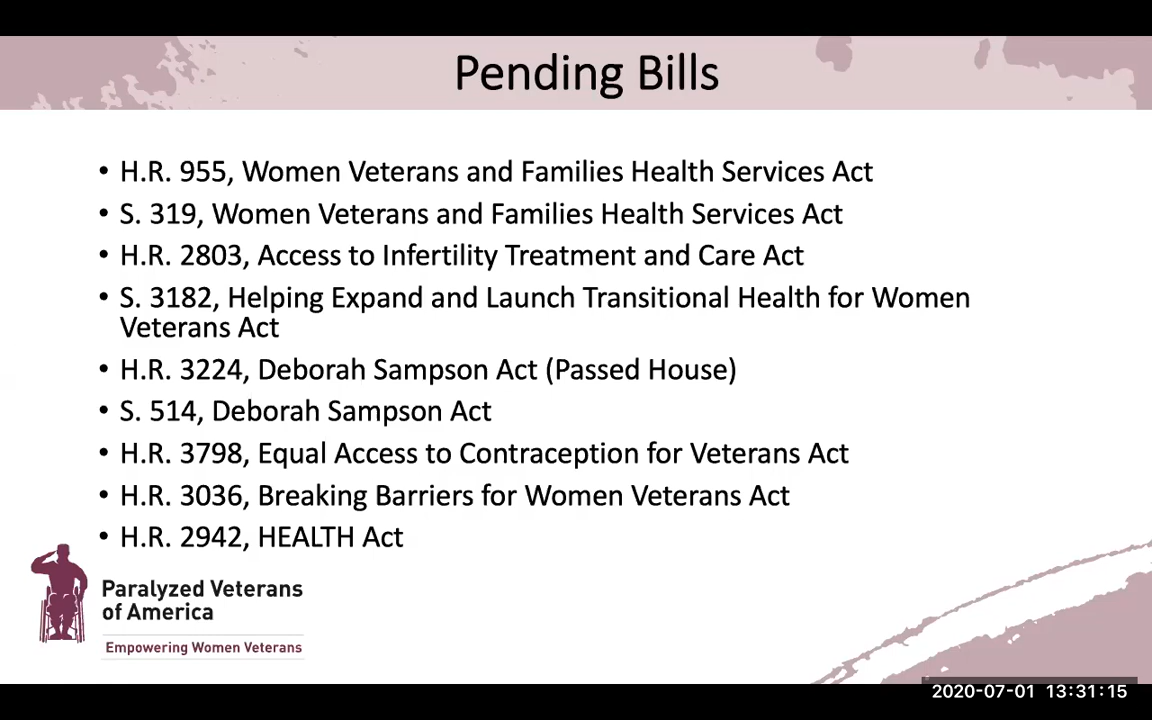 Pending Bills
• H.R. 955, Women Veterans and Families Health Services Act
• S. 319, Women Veterans and Families Health Services Act
• H.R. 2803, Access to Infertility Treatment and Care Act
• S. 3182, Helping Expand and Launch Transitional Health for Women
Veterans Act
• H.R. 3224, Deborah Sampson Act (Passed House)
• S. 514, Deborah Sampson Act
• H.R. 3798, Equal Access to Contraception for Veterans Act
• H.R. 3036, Breaking Barriers for Women Veterans Act
• H.R. 2942, HEALTH Act
Paralyzed Veterans
of America
Empowering Women Veterans
2020-07-01 13:31:15